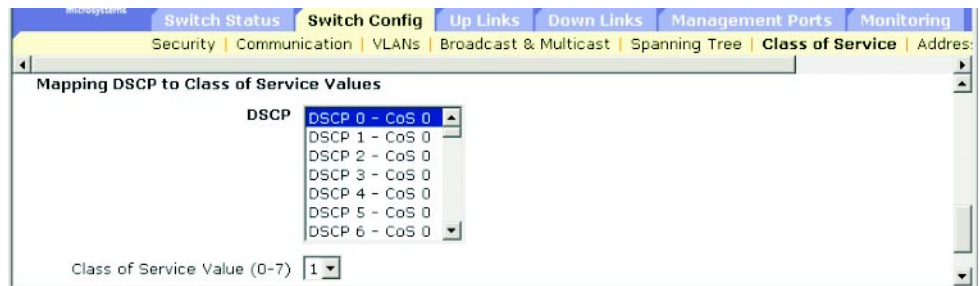 microsystems
Switch Status Switch Config Up Links Down Links Management Ports Monitoring
Security | Communication | VLANs | Broadcast & Multicast | Spanning Tree | Class of Service | Addres
Mapping DSCP to Class of Service Values
DSCP
DSCP 0 - CoS 0
DSCP 1 - CoS 0
DSCP 2 - CoS 0
DSCP 3 - CoS 0
DSCP 4 - CoS 0
DSCP 5 - CoS 0
DSCP 6 - CoS 0
Class of Service Value (0-7) 1